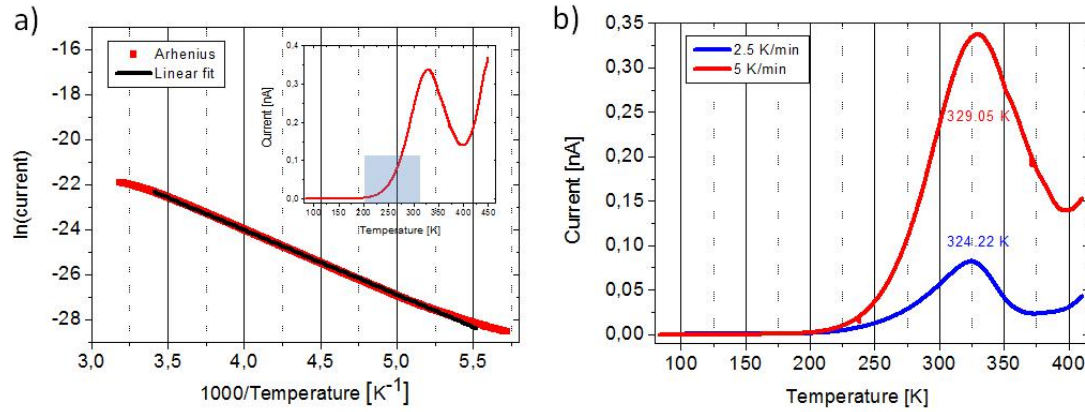 a)
-16
-18
-20
-22
-24
-26
-28
ln(current)
3,0 3,5 4,0 4,5 5,0 5,5
1000/Temperature [K⁻¹]
Arhenius
Linear fit
0,4
0,3
0,2
0,1
0,0
Current [nA]
100 150 200 250 300 350 400 450
Temperature [K]
b)
0,35
0,30
0,25
0,20
0,15
0,10
0,05
0,00
Current [nA]
2.5 K/min
5 K/min
329.05 K
324.22 K
100 150 200 250 300 350 400
Temperature [K]